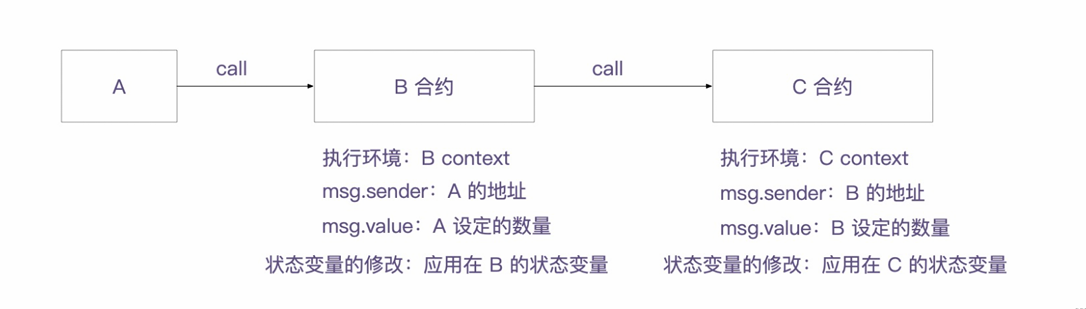 A
call
B 合约
call
C 合约
执行环境：B context
msg.sender：A 的地址
msg.value：A 设定的数量
状态变量的修改：应用在 B 的状态变量
执行环境：C context
msg.sender：B 的地址
msg.value：B 设定的数量
状态变量的修改：应用在 C 的状态变量